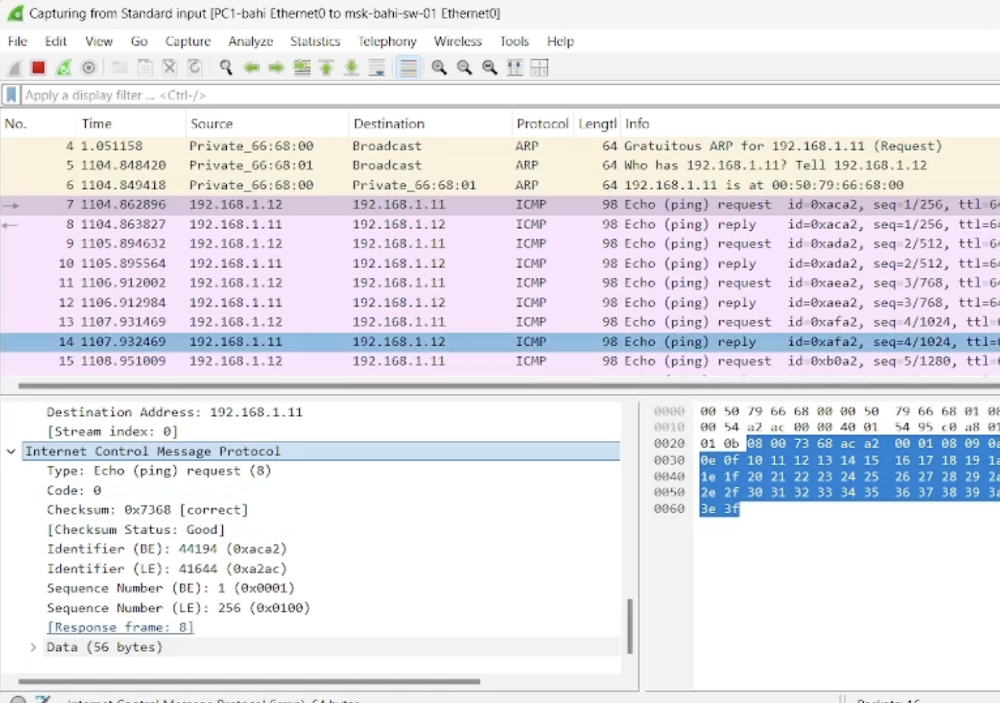 Capturing from Standard input [PC1-bahi Ethernet0 to msk-bahi-sw-01 Ethernet0]
File Edit View Go Capture Analyze Statistics Telephony Wireless Tools Help
Apply a display filter ... <Ctrl-/>
No. Time Source Destination Protocol Lengtl Info
4 1.051158 Private_66:68:00 Broadcast ARP 64 Gratuitous ARP for 192.168.1.11 (Request)
5 1104.848420 Private_66:68:01 Broadcast ARP 64 Who has 192.168.1.11? Tell 192.168.1.12
6 1104.849418 Private_66:68:00 Private_66:68:01 ARP 64 192.168.1.11 is at 00:50:79:66:68:00
7 1104.862896 192.168.1.12 192.168.1.11 ICMP 98 Echo (ping) request id=0xaca2, seq=1/256, ttl=64
8 1104.863827 192.168.1.11 192.168.1.12 ICMP 98 Echo (ping) reply id=0xaca2, seq=1/256, ttl=64
9 1105.894632 192.168.1.12 192.168.1.11 ICMP 98 Echo (ping) request id=0xada2, seq=2/512, ttl=64
10 1105.895564 192.168.1.11 192.168.1.12 ICMP 98 Echo (ping) reply id=0xada2, seq=2/512, ttl=64
11 1106.912002 192.168.1.12 192.168.1.11 ICMP 98 Echo (ping) request id=0xaea2, seq=3/768, ttl=64
12 1106.912984 192.168.1.11 192.168.1.12 ICMP 98 Echo (ping) reply id=0xaea2, seq=3/768, ttl=64
13 1107.931469 192.168.1.12 192.168.1.11 ICMP 98 Echo (ping) request id=0xafa2, seq=4/1024, ttl=
14 1107.932469 192.168.1.11 192.168.1.12 ICMP 98 Echo (ping) reply id=0xafa2, seq=4/1024, ttl=
15 1108.951009 192.168.1.12 192.168.1.11 ICMP 98 Echo (ping) request id=0xb0a2, seq=5/1280, ttl=
Destination Address: 192.168.1.11
[Stream index: 0]
Internet Control Message Protocol
Type: Echo (ping) request (8)
Code: 0
Checksum: 0x7368 [correct]
[Checksum Status: Good]
Identifier (BE): 44194 (0xaca2)
Identifier (LE): 41644 (0xa2ac)
Sequence Number (BE): 1 (0x0001)
Sequence Number (LE): 256 (0x0100)
[Response frame: 8]
Data (56 bytes)
0000 00 50 79 66 68 00 00 50 79 66 68 01 08
0010 00 54 a2 ac 00 00 40 01 54 95 c0 a8 01
0020 01 0b 08 00 73 68 ac a2 00 01 08 09 0a
0030 0e 0f 10 11 12 13 14 15 16 17 18 19 1a
0040 1e 1f 20 21 22 23 24 25 26 27 28 29 2a
0050 2e 2f 30 31 32 33 34 35 36 37 38 39 3a
0060 3e 3f
Internet Control Message Protocol (icmp), 64 bytes